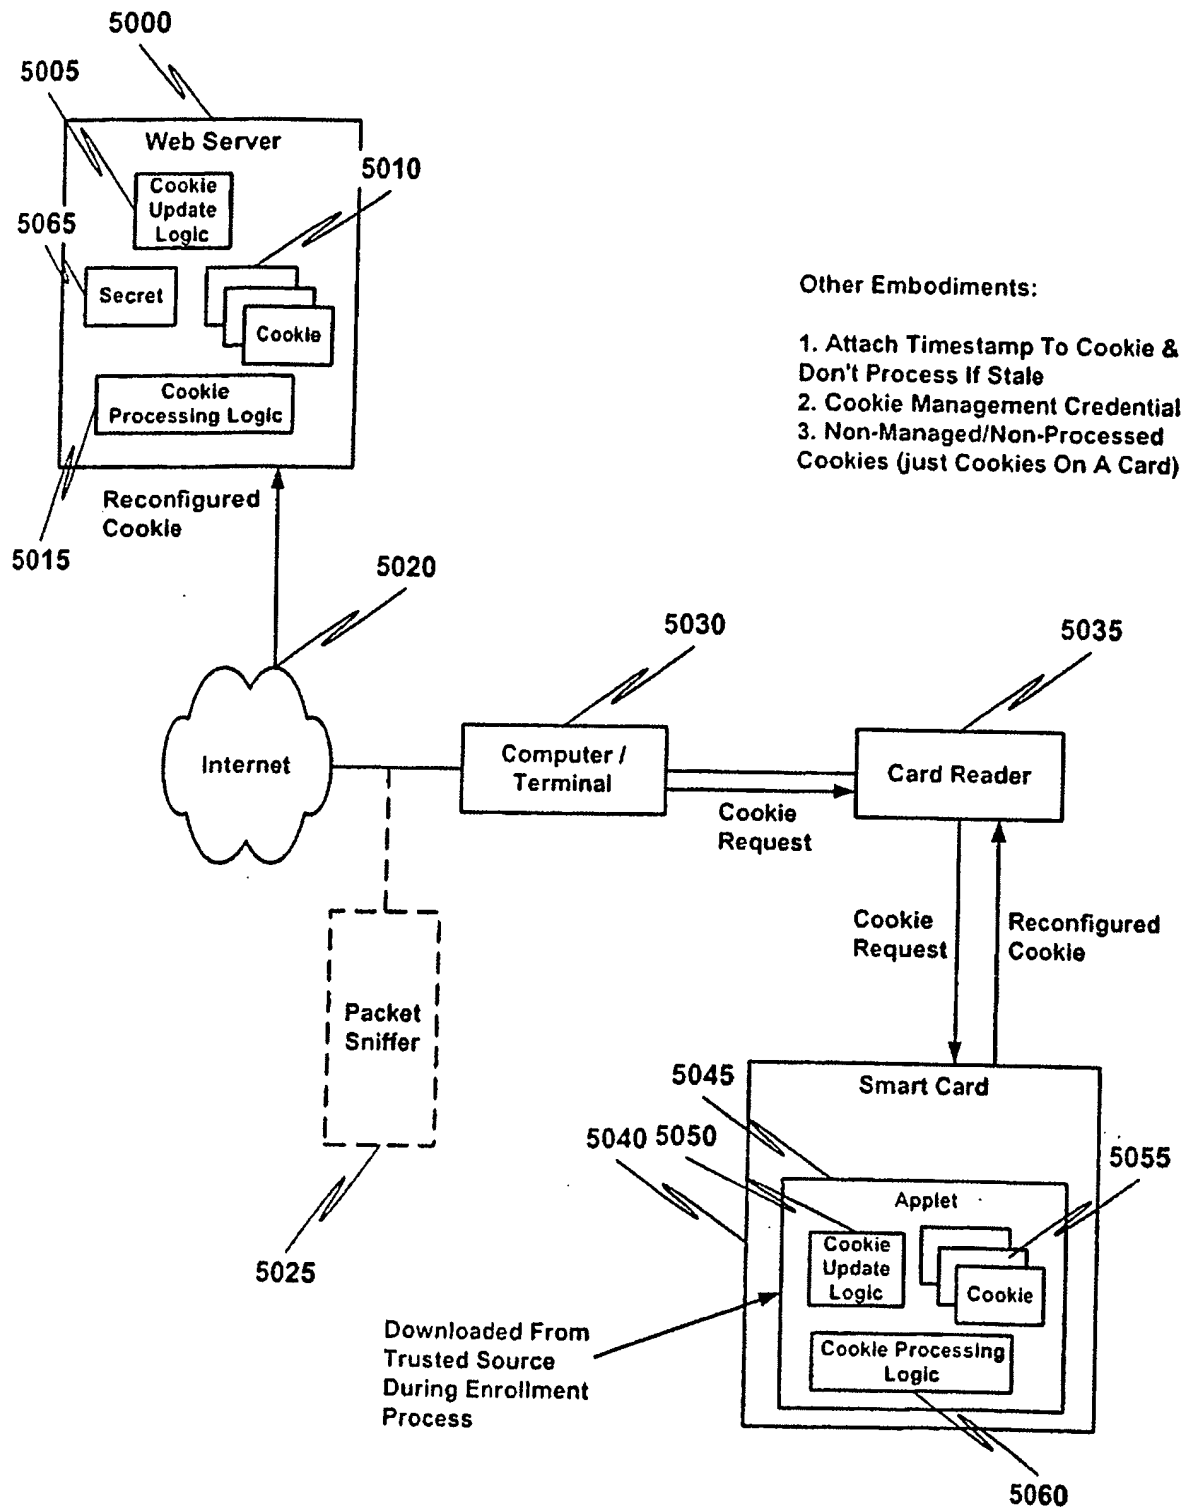 5000
5005
Web Server
5010
Cookie
Update
Logic
5065
Secret
Cookie
Cookie
Processing Logic
Reconfigured
Cookie
5015
Other Embodiments:
1. Attach Timestamp To Cookie &
Don't Process If Stale
2. Cookie Management Credential
3. Non-Managed/Non-Processed
Cookies (just Cookies On A Card)
5020
5030
5035
Internet
Computer /
Terminal
Card Reader
Cookie
Request
Cookie
Request
Reconfigured
Cookie
Packet
Sniffer
5025
5045
Smart Card
5040
5050
5055
Applet
Cookie
Update
Logic
Cookie
Cookie Processing
Logic
Downloaded From
Trusted Source
During Enrollment
Process
5060